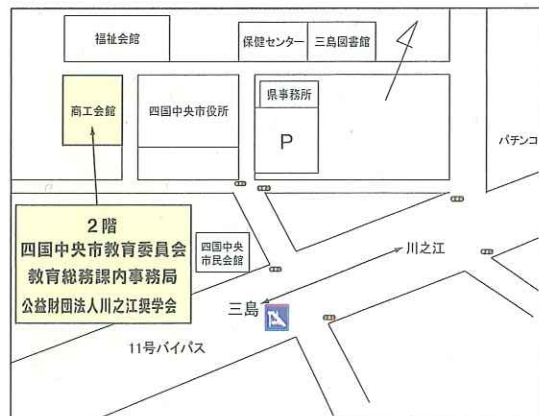 福祉会館
保健センター
三島図書館
商工会館
四国中央市役所
県事務所
P
パチンコ
2階
四国中央市教育委員会
教育総務課内事務局
公益財団法人川之江奨学会
四国中央
市民会館
川之江
三島
11号バイパス